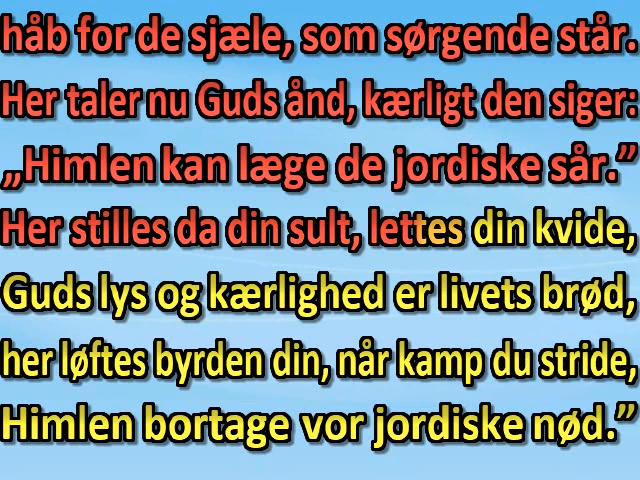 håb for de sjæle, som sørgende står.
Her taler nu Guds ånd, kærligt den siger:
„Himlen kan læge de jordiske sår.”
Her stilles da din sult, lettes din kvide,
Guds lys og kærlighed er livets brød,
her løftes byrden din, når kamp du stride,
Himlen bortage vor jordiske nød.”